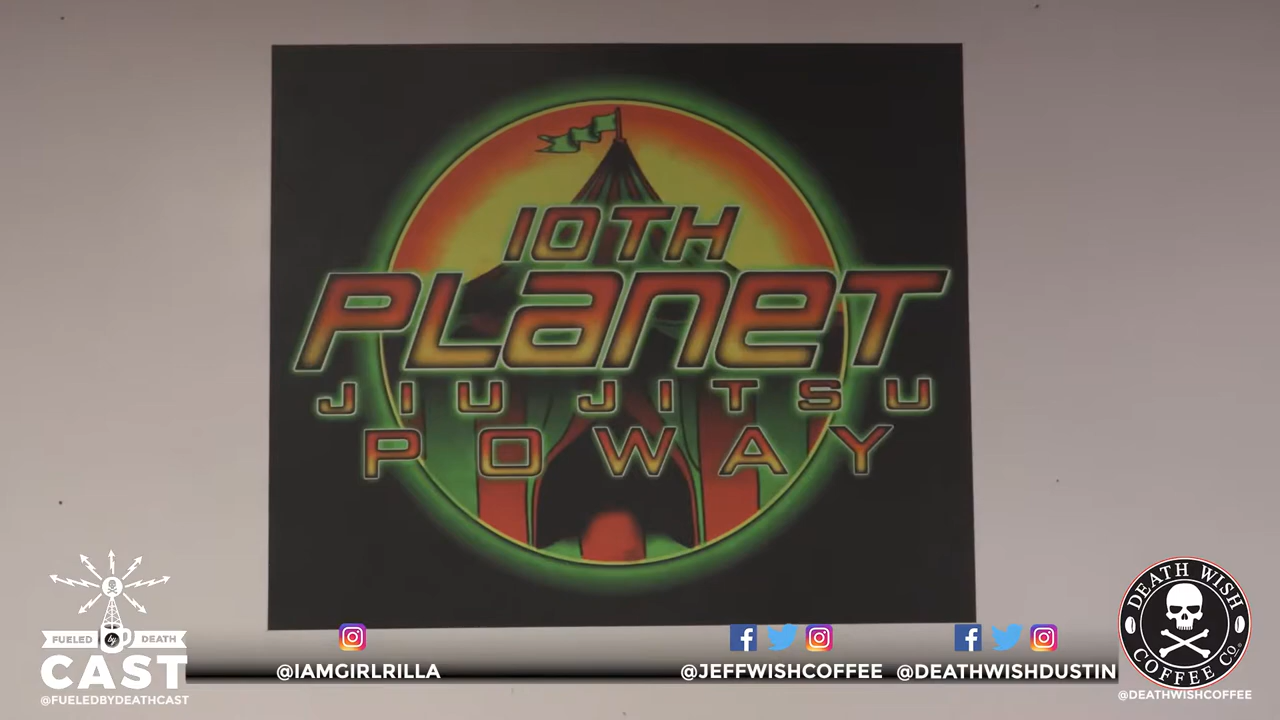 10TH
PLaneT
JIU JITSU
POWAY
FUELED by DEATH
CAST
@FUELEDBYDEATHCAST
@IAMGIRLRILLA
@JEFFWISHCOFFEE
@DEATHWISHDUSTIN
DEATH WISH
COFFEE CO.
@DEATHWISHCOFFEE